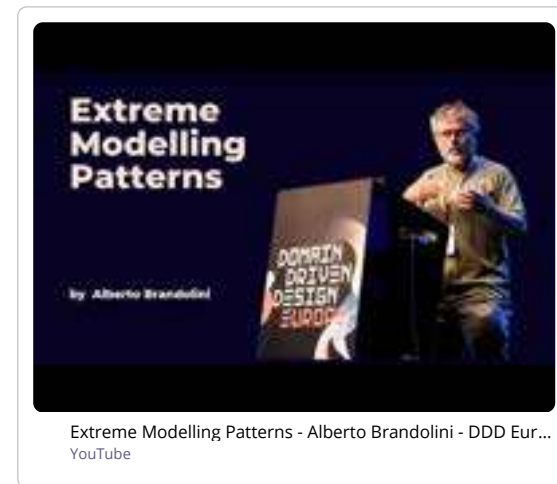 Extreme
Modelling
Patterns
by Alberto Brandolini
DOMAIN
DRIVEN
DESIGN
EUROPE
Extreme Modelling Patterns - Alberto Brandolini - DDD Eur...
YouTube